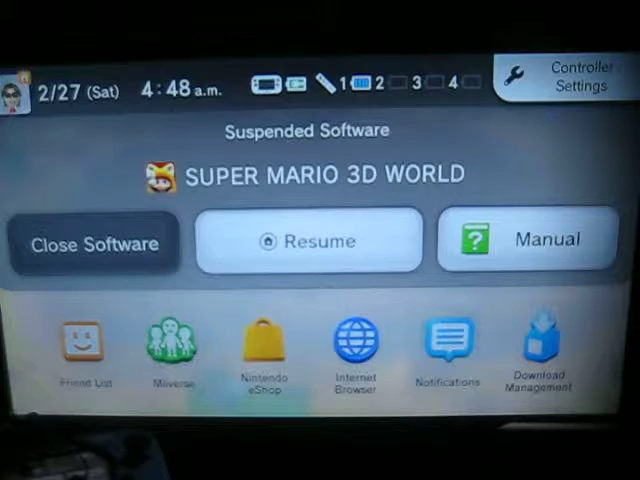 2/27 (Sat) 4:48 a.m. 1 2 3 4
Controller
Settings
Suspended Software
SUPER MARIO 3D WORLD
Close Software
Resume
? Manual
Friend List
Miiverse
Nintendo
eShop
Internet
Browser
Notifications
Download
Management